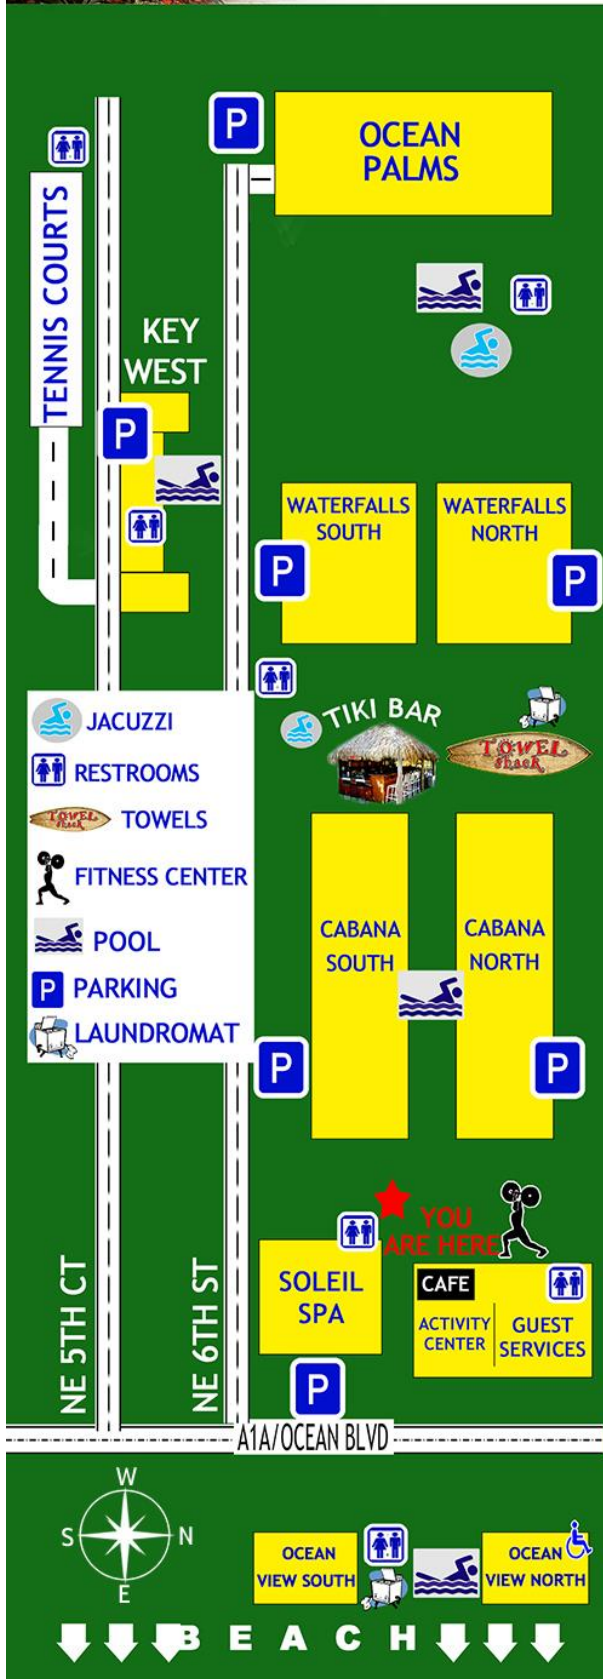 P
OCEAN
PALMS
TENNIS COURTS
KEY
WEST
P
WATERFALLS
SOUTH
WATERFALLS
NORTH
P
P
TIKI BAR
TOWEL
Shack
JACUZZI
RESTROOMS
TOWEL
Shack
TOWELS
FITNESS CENTER
POOL
P
PARKING
LAUNDROMAT
CABANA
SOUTH
CABANA
NORTH
P
P
YOU
ARE HERE
SOLEIL
SPA
CAFE
ACTIVITY
CENTER
GUEST
SERVICES
P
NE 5TH CT
NE 6TH ST
A1A/OCEAN BLVD
W
S
N
E
OCEAN
VIEW SOUTH
OCEAN
VIEW NORTH
BEACH